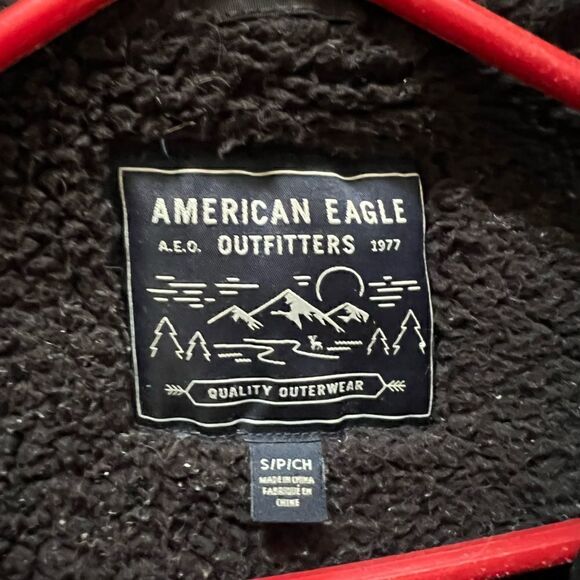 AMERICAN EAGLE
A.E.O. OUTFITTERS 1977
QUALITY OUTERWEAR
S/P/CH
MADE IN CHINA
FABRIQUÉ EN
CHINE